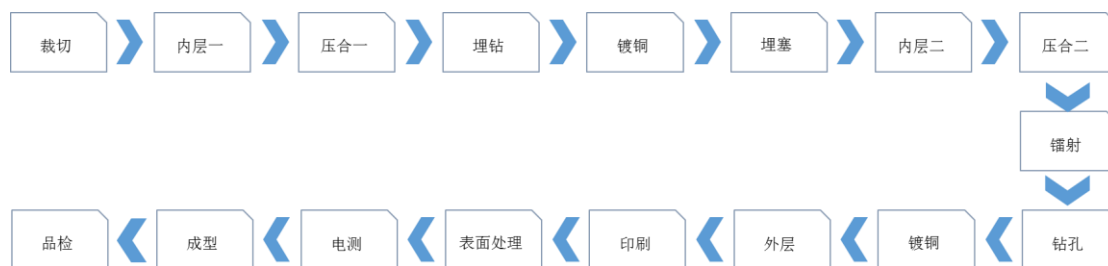 裁切
内层一
压合一
埋钻
镀铜
埋塞
内层二
压合二
镭射
钻孔
镀铜
外层
印刷
表面处理
电测
成型
品检